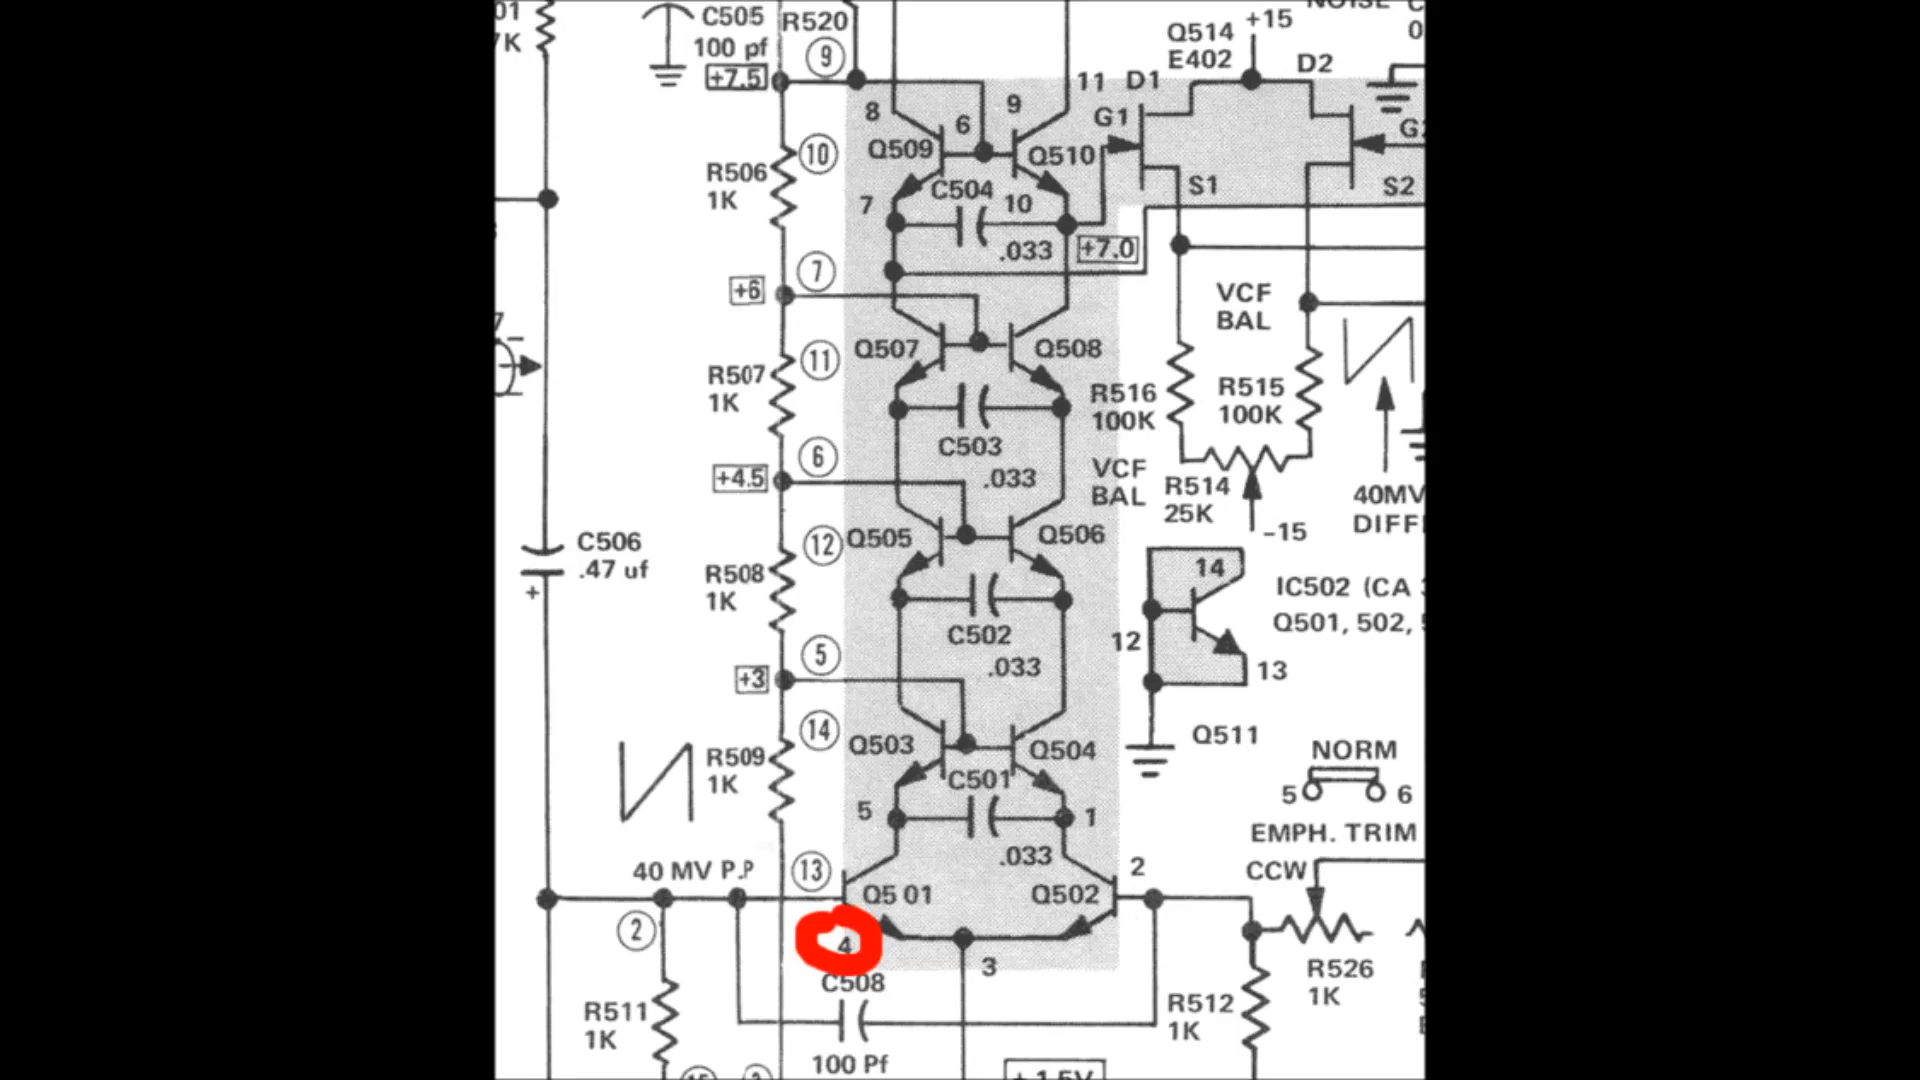 01
7K
C505
100 pf
R520
9
+7.5
Q514
E402
+15
D2
11
D1
G1
8
6
9
Q509
Q510
S1
S2
10
R506
1K
C504
7
10
.033
+7.0
7
+6
VCF
BAL
Q507
Q508
11
R507
1K
R516
100K
R515
100K
C503
.033
6
+4.5
VCF
BAL
R514
25K
40MV
DIFF
-15
C506
.47 uf
+
12
Q505
Q506
R508
1K
14
IC502 (CA
Q501, 502,
C502
.033
12
13
5
+3
14
Q503
Q504
Q511
R509
1K
C501
NORM
5
6
5
1
EMPH. TRIM
.033
40 MV P.P
13
2
CCW
Q501
Q502
2
4
3
C508
R526
1K
R511
1K
R512
1K
100 Pf
+1.5V